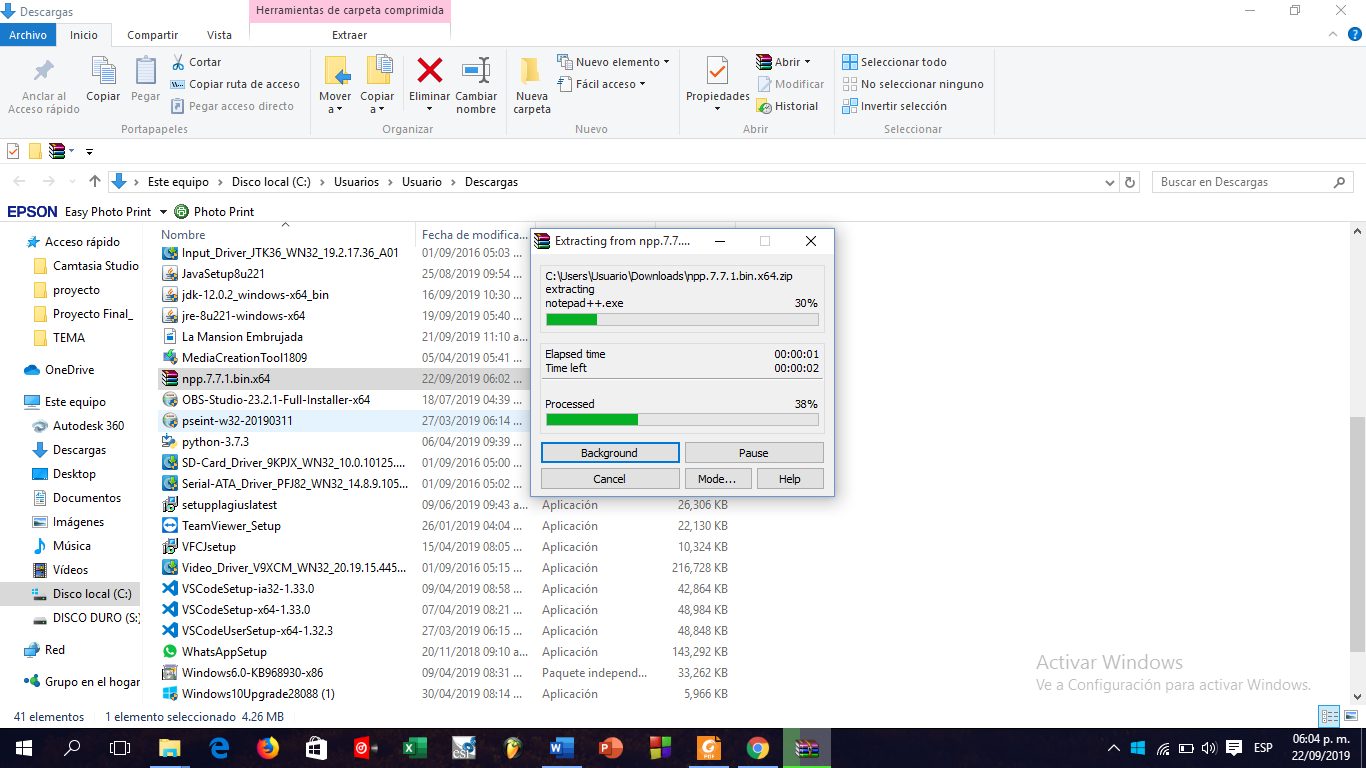 Descargas
Herramientas de carpeta comprimida
Archivo Inicio Compartir Vista Extraer
Anclar al
Acceso rápido
Copiar
Pegar
Cortar
Copiar ruta de acceso
Pegar acceso directo
Portapapeles
Mover
a
Copiar
a
Eliminar
Cambiar
nombre
Organizar
Nueva
carpeta
Nuevo elemento
Fácil acceso
Nuevo
Propiedades
Abrir
Modificar
Historial
Abrir
Seleccionar todo
No seleccionar ninguno
Invertir selección
Seleccionar
Este equipo › Disco local (C:) › Usuarios › Usuario › Descargas
Buscar en Descargas
EPSON Easy Photo Print Photo Print
Acceso rápido
Camtasia Studio
proyecto
Proyecto Final_
TEMA
OneDrive
Este equipo
Autodesk 360
Descargas
Desktop
Documentos
Imágenes
Música
Vídeos
Disco local (C:)
DISCO DURO (S:)
Red
Grupo en el hogar
Nombre Fecha de modifica...
Input_Driver_JTK36_WN32_19.2.17.36_A01 01/09/2016 05:03 ...
JavaSetup8u221 25/08/2019 09:54 ...
jdk-12.0.2_windows-x64_bin 16/09/2019 10:30 ...
jre-8u221-windows-x64 19/09/2019 05:40 ...
La Mansion Embrujada 21/09/2019 11:10 a...
MediaCreationTool1809 05/04/2019 05:41 ...
npp.7.7.1.bin.x64 22/09/2019 06:02 ...
OBS-Studio-23.2.1-Full-Installer-x64 18/07/2019 04:39 ...
pseint-w32-20190311 27/03/2019 06:14 ...
python-3.7.3 06/04/2019 09:39 ...
SD-Card_Driver_9KPJX_WN32_10.0.10125.... 01/09/2016 05:00 ...
Serial-ATA_Driver_PFJ82_WN32_14.8.9.105... 01/09/2016 05:02 ...
setupplagiuslatest 09/06/2019 09:43 a... Aplicación 26,306 KB
TeamViewer_Setup 26/01/2019 04:04 ... Aplicación 22,130 KB
VFCJsetup 15/04/2019 08:05 ... Aplicación 10,324 KB
Video_Driver_V9XCM_WN32_20.19.15.445... 01/09/2016 05:15 ... Aplicación 216,728 KB
VSCodeSetup-ia32-1.33.0 09/04/2019 08:58 ... Aplicación 42,864 KB
VSCodeSetup-x64-1.33.0 07/04/2019 08:21 ... Aplicación 48,984 KB
VSCodeUserSetup-x64-1.32.3 27/03/2019 06:15 ... Aplicación 48,848 KB
WhatsAppSetup 20/11/2018 09:10 a... Aplicación 143,292 KB
Windows6.0-KB968930-x86 09/04/2019 08:31 ... Paquete independ... 33,262 KB
Windows10Upgrade28088 (1) 30/04/2019 08:14 ... Aplicación 5,966 KB
Extracting from npp.7.7....
C:\Users\Usuario\Downloads\npp.7.7.1.bin.x64.zip
extracting
notepad++.exe 30%
Elapsed time 00:00:01
Time left 00:00:02
Processed 38%
Background Pause
Cancel Mode... Help
Activar Windows
Ve a Configuración para activar Windows.
41 elementos 1 elemento seleccionado 4.26 MB
ESP
06:04 p. m.
22/09/2019